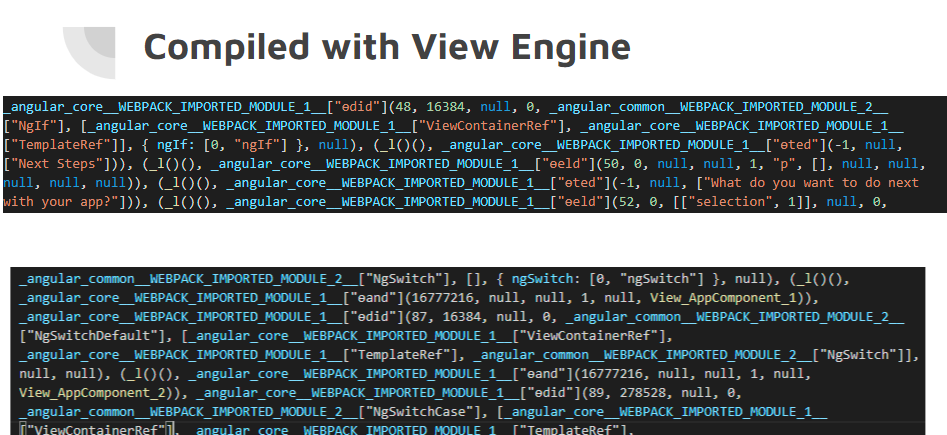 Compiled with View Engine
_angular_core__WEBPACK_IMPORTED_MODULE_1__["ɵdid"](48, 16384, null, 0, _angular_common__WEBPACK_IMPORTED_MODULE_2__
["NgIf"], [_angular_core__WEBPACK_IMPORTED_MODULE_1__["ViewContainerRef"], _angular_core__WEBPACK_IMPORTED_MODULE_1__
["TemplateRef"]], { ngIf: [0, "ngIf"] }, null), (_l()(), _angular_core__WEBPACK_IMPORTED_MODULE_1__["ɵted"](-1, null,
["Next Steps"])), (_l()(), _angular_core__WEBPACK_IMPORTED_MODULE_1__["ɵeld"](50, 0, null, null, 1, "p", [], null, null,
null, null, null)), (_l()(), _angular_core__WEBPACK_IMPORTED_MODULE_1__["ɵted"](-1, null, ["What do you want to do next
with your app?"])), (_l()(), _angular_core__WEBPACK_IMPORTED_MODULE_1__["ɵeld"](52, 0, [["selection", 1]], null, 0,
_angular_common__WEBPACK_IMPORTED_MODULE_2__["NgSwitch"], [], { ngSwitch: [0, "ngSwitch"] }, null), (_l()(),
_angular_core__WEBPACK_IMPORTED_MODULE_1__["ɵand"](16777216, null, null, 1, null, View_AppComponent_1)),
_angular_core__WEBPACK_IMPORTED_MODULE_1__["ɵdid"](87, 16384, null, 0, _angular_common__WEBPACK_IMPORTED_MODULE_2__
["NgSwitchDefault"], [_angular_core__WEBPACK_IMPORTED_MODULE_1__["ViewContainerRef"],
_angular_core__WEBPACK_IMPORTED_MODULE_1__["TemplateRef"], _angular_common__WEBPACK_IMPORTED_MODULE_2__["NgSwitch"]],
null, null), (_l()(), _angular_core__WEBPACK_IMPORTED_MODULE_1__["ɵand"](16777216, null, null, 1, null,
View_AppComponent_2)), _angular_core__WEBPACK_IMPORTED_MODULE_1__["ɵdid"](89, 278528, null, 0,
_angular_common__WEBPACK_IMPORTED_MODULE_2__["NgSwitchCase"], [_angular_core__WEBPACK_IMPORTED_MODULE_1__
["ViewContainerRef"], _angular_core__WEBPACK_IMPORTED_MODULE_1__["TemplateRef"],